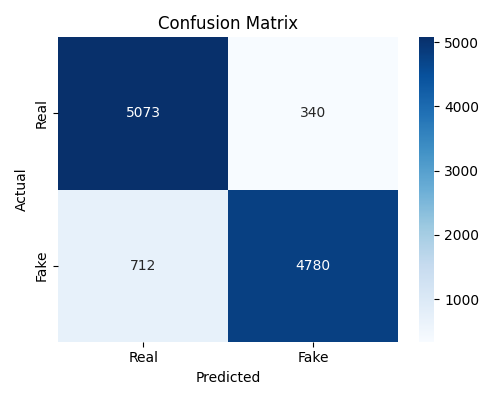 Confusion Matrix
Actual
Real
5073 340
Fake
712 4780
Real Fake
Predicted
5000
4000
3000
2000
1000